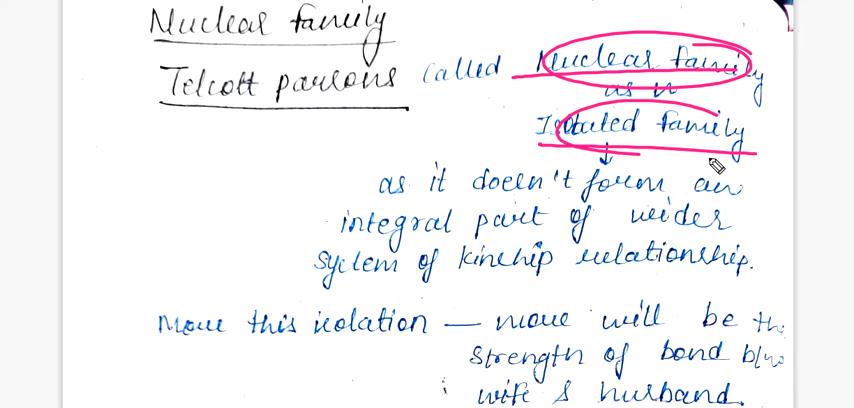 Nuclear family
Telcott parsons called Nuclear family
as n
Isolated family
as it doesn't form an
integral part of wider
system of kinship relationship.
More this isolation — more will be the
strength of bond b/w
wife & husband.